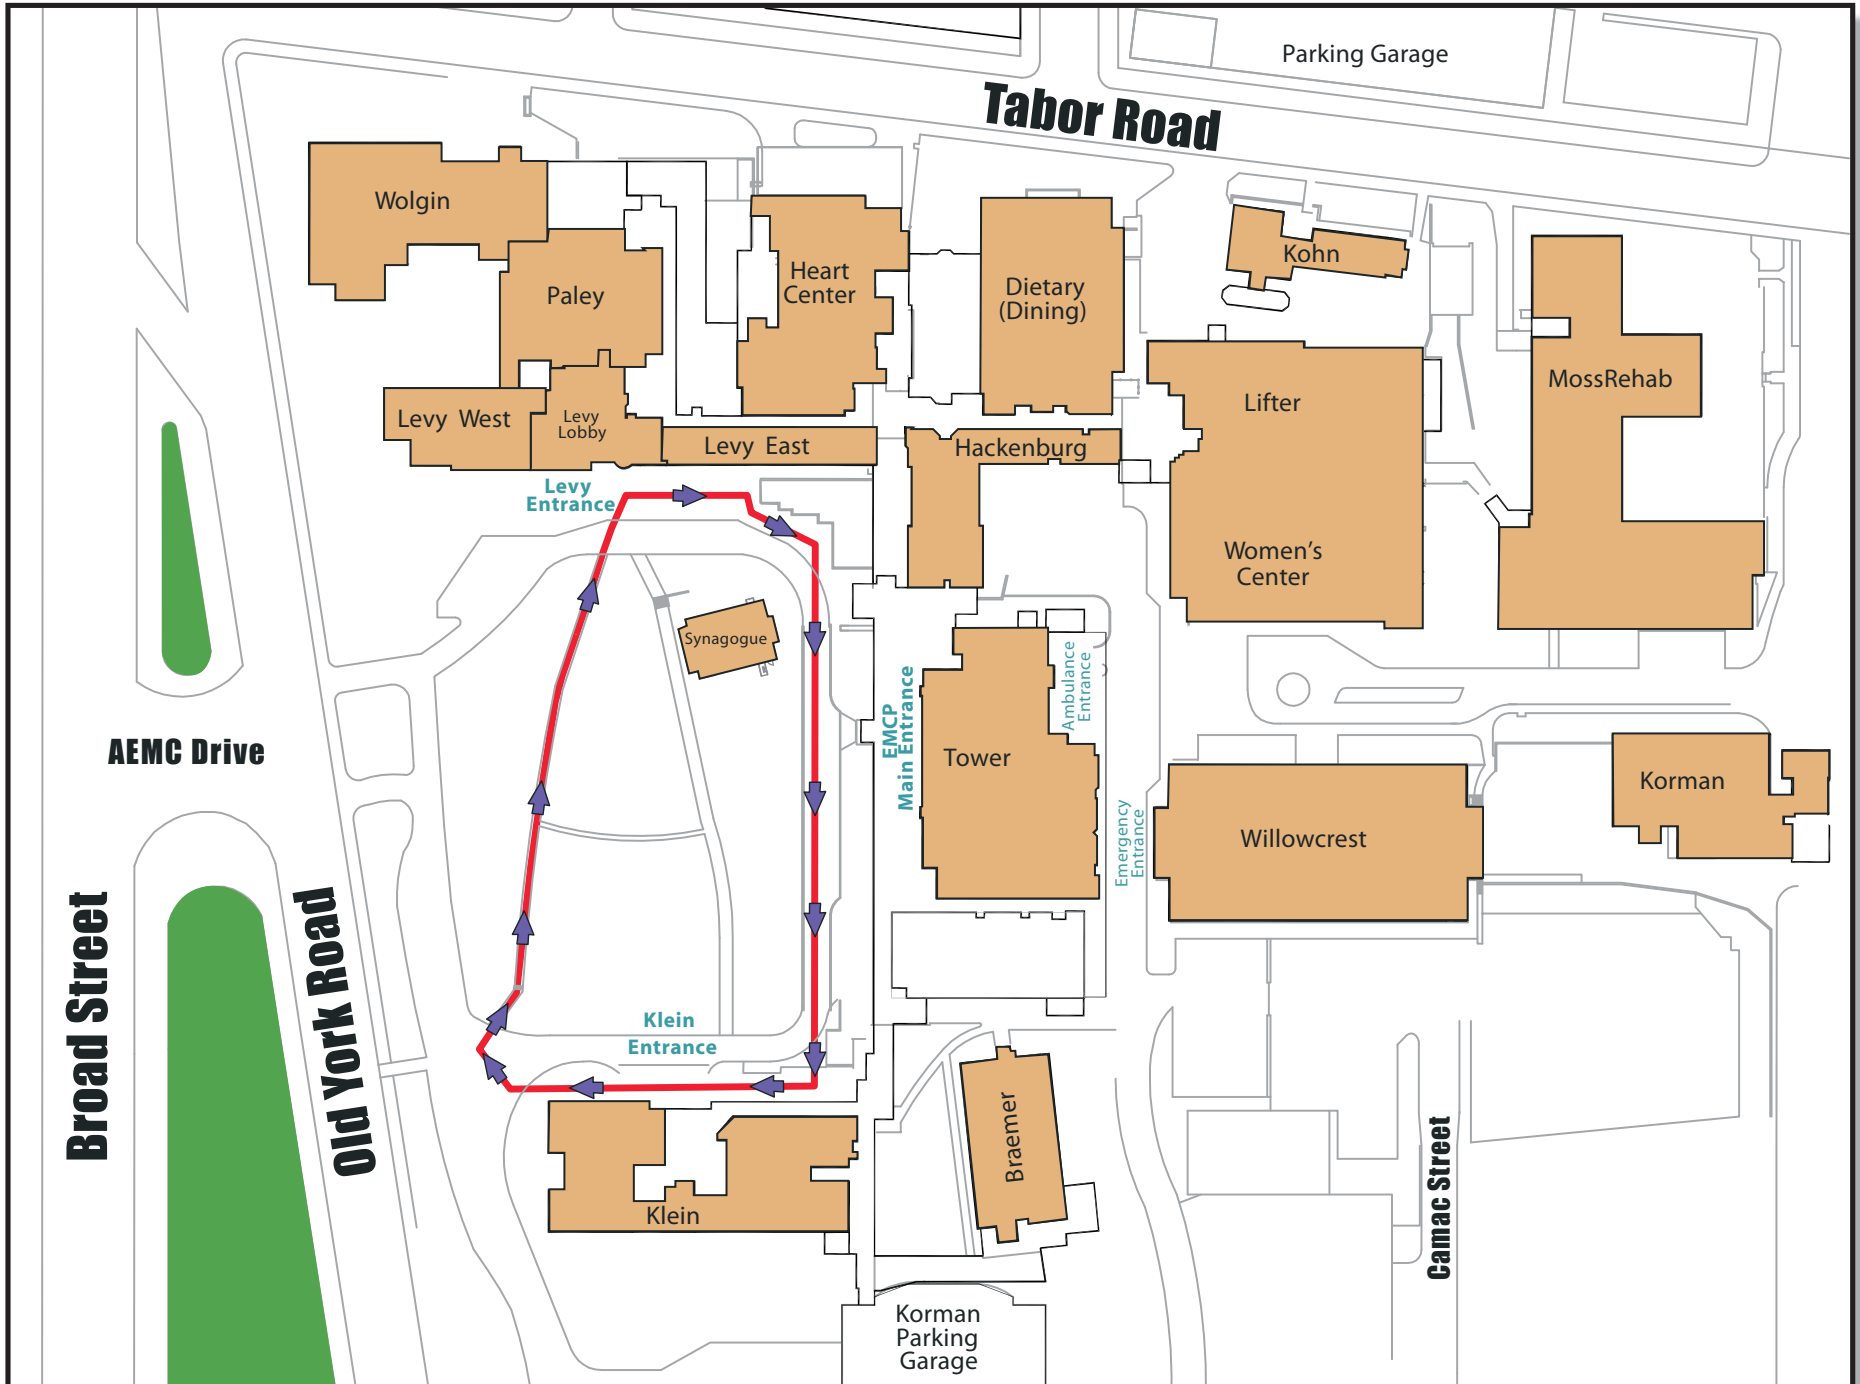 Parking Garage
Tabor Road
Wolgin
Kohn
Heart
Center
Dietary
(Dining)
Paley
MossRehab
Levy West
Levy
Lobby
Lifter
Levy East
Hackenburg
Levy
Entrance
Women's
Center
Synagogue
Ambulance
Entrance
EMCP
Main Entrance
AEMC Drive
Tower
Korman
Emergency
Entrance
Willowcrest
Broad Street
Old York Road
Klein
Entrance
Braemer
Camac Street
Klein
Korman
Parking
Garage